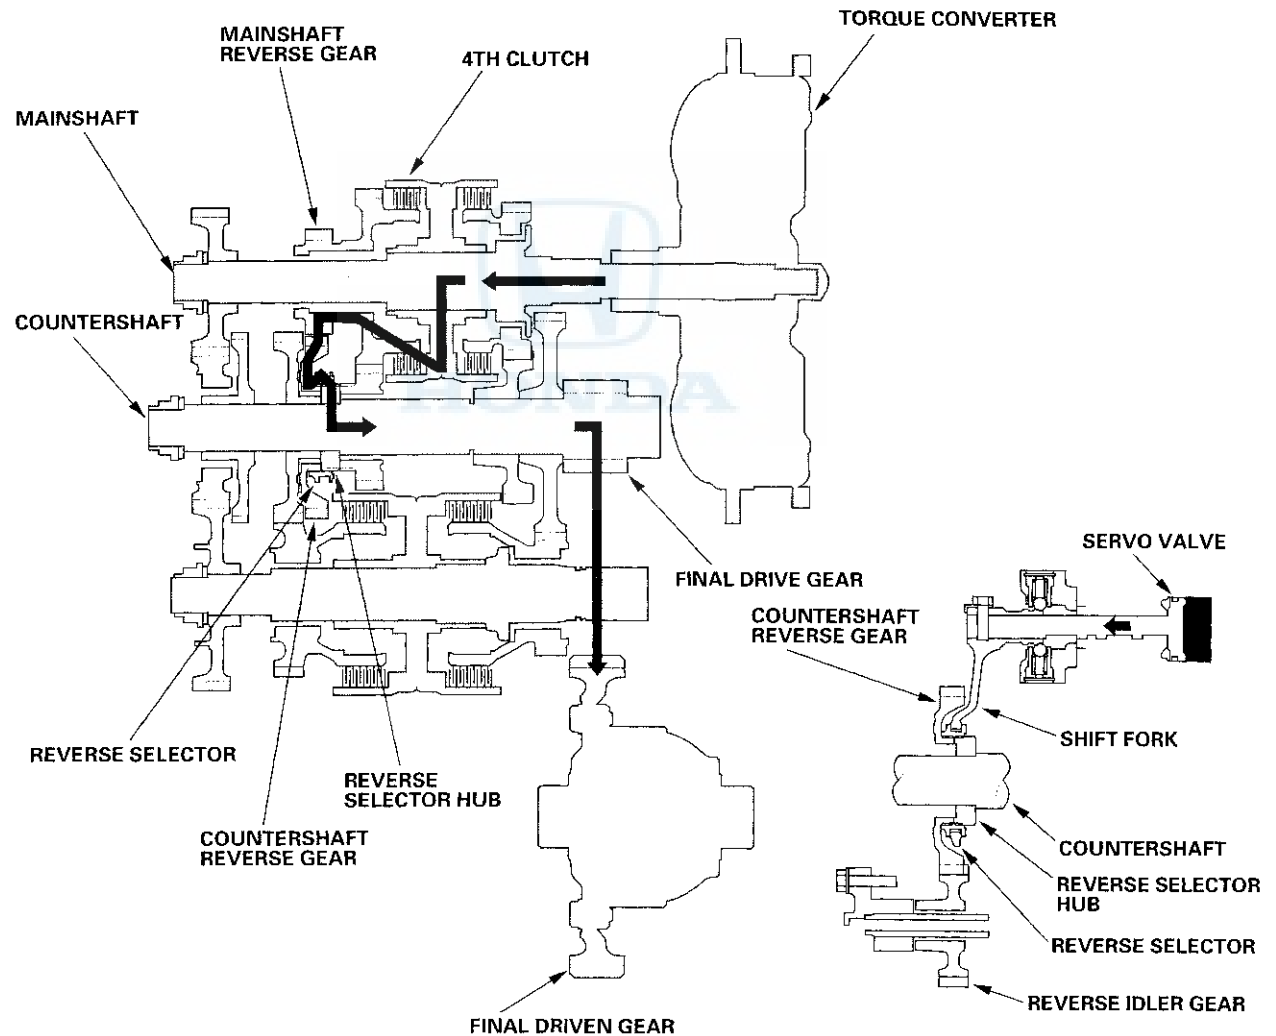 TORQUE CONVERTER
MAINSHAFT
REVERSE GEAR
4TH CLUTCH
MAINSHAFT
COUNTERSHAFT
HONDA
SERVO VALVE
FINAL DRIVE GEAR
COUNTERSHAFT
REVERSE GEAR
SHIFT FORK
REVERSE SELECTOR
REVERSE
SELECTOR HUB
COUNTERSHAFT
REVERSE GEAR
COUNTERSHAFT
REVERSE SELECTOR
HUB
REVERSE SELECTOR
REVERSE IDLER GEAR
FINAL DRIVEN GEAR